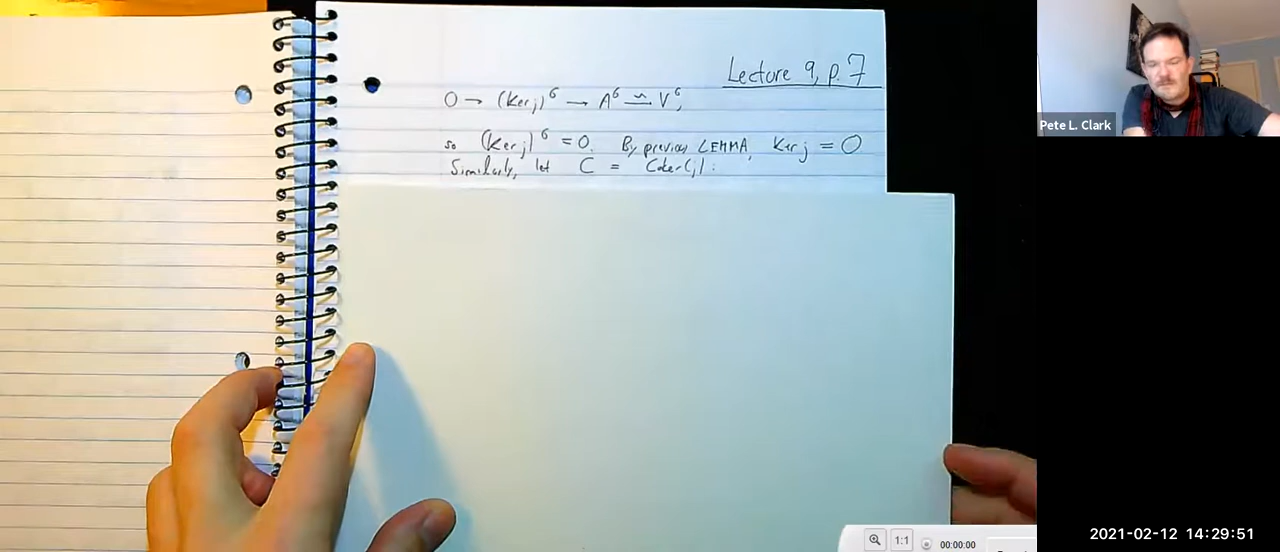 Lecture 9, p. 7
0 → (Ker j)^G → A^G ≃ V^G,
so (Ker j)^G = 0. By previous LEMMA, Ker j = 0
Similarly, let C = Coker(j):
Pete L. Clark
1:1
00:00:00
2021-02-12 14:29:51